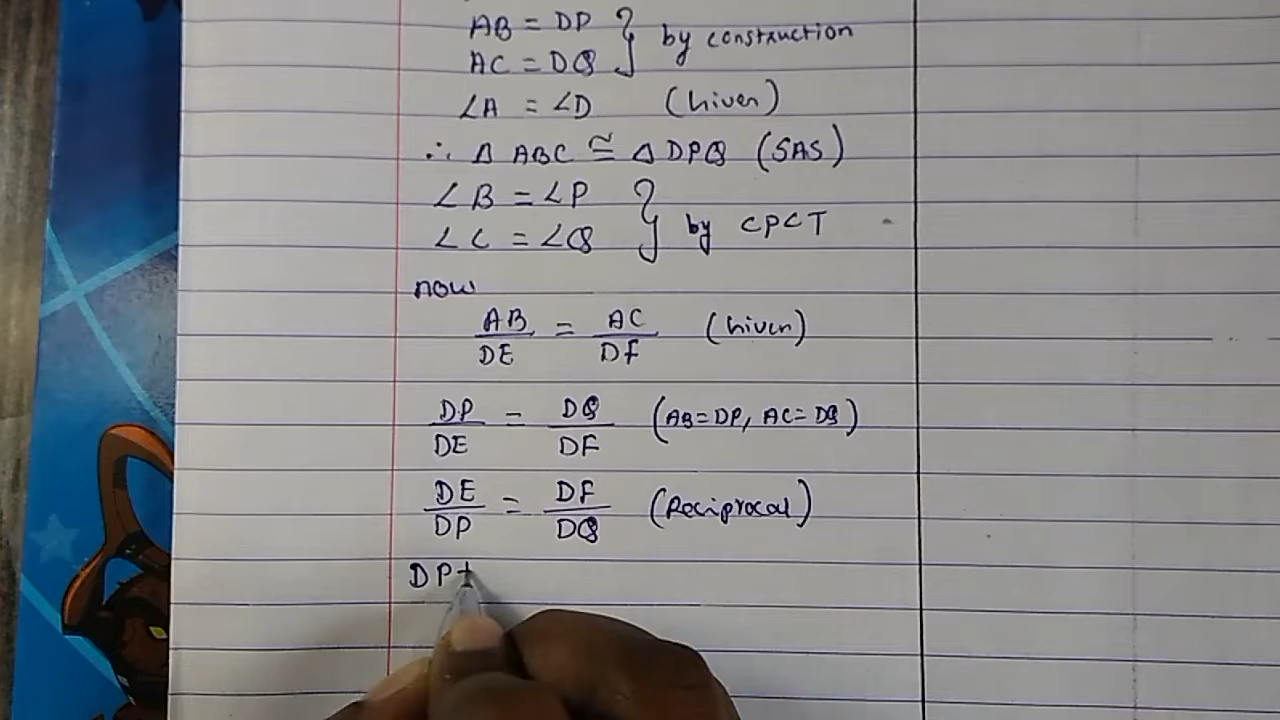 AB = DP } by construction
AC = DQ
∠A = ∠D (Given)
∴ Δ ABC ≅ Δ DPQ (SAS)
∠B = ∠P } by CPCT
∠C = ∠Q
now
AB/DE = AC/DF (Given)
DP/DE = DQ/DF (AB=DP, AC=DQ)
DE/DP = DF/DQ (Reciprocal)
DP+